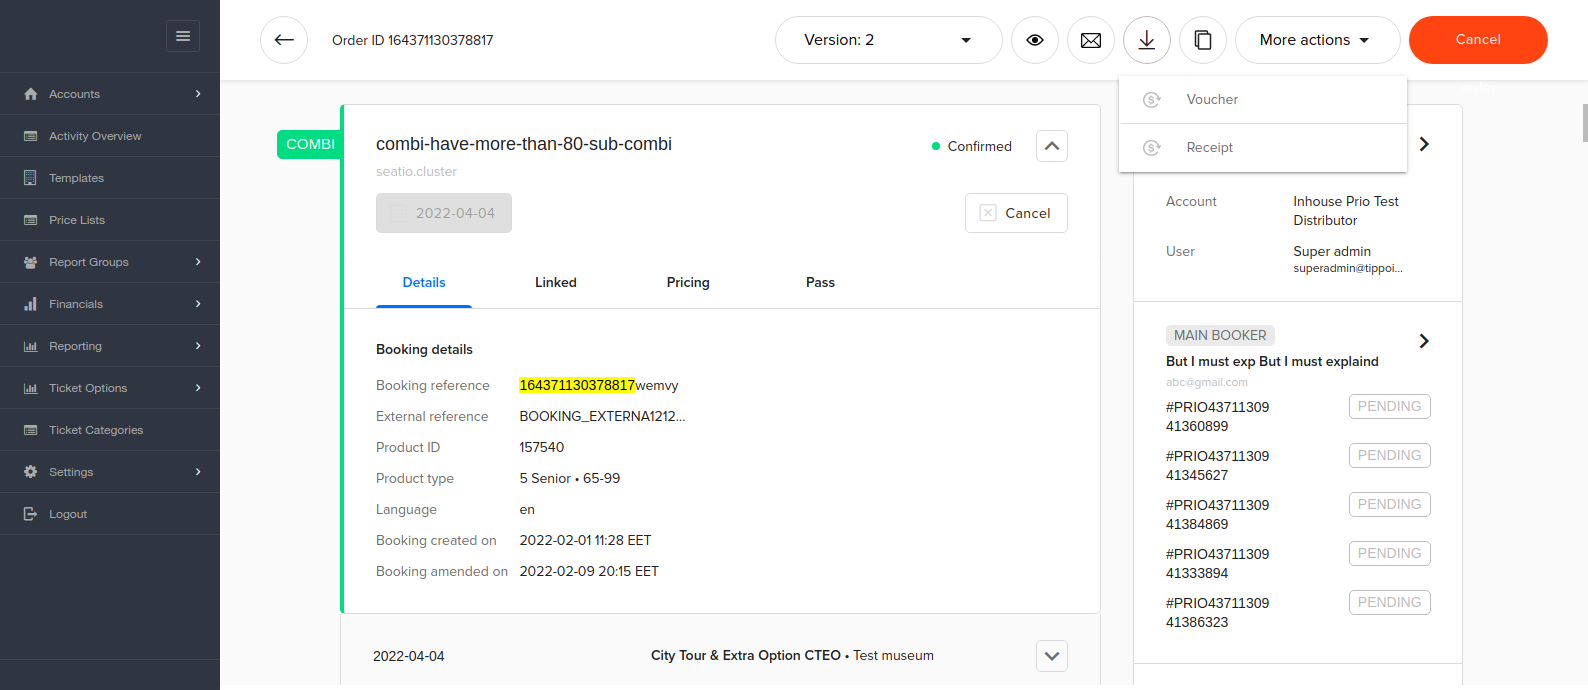 Order ID 164371130378817
Version: 2
More actions
Cancel
Voucher
Receipt
Accounts
Activity Overview
Templates
Price Lists
Report Groups
Financials
Reporting
Ticket Options
Ticket Categories
Settings
Logout
COMBI
combi-have-more-than-80-sub-combi
seatio.cluster
Confirmed
2022-04-04
Cancel
Details
Linked
Pricing
Pass
Booking details
Booking reference 164371130378817wemvy
External reference BOOKING_EXTERNA1212...
Product ID 157540
Product type 5 Senior • 65-99
Language en
Booking created on 2022-02-01 11:28 EET
Booking amended on 2022-02-09 20:15 EET
2022-04-04
City Tour & Extra Option CTEO • Test museum
Account Inhouse Prio Test
Distributor
User Super admin
superadmin@tippoi...
MAIN BOOKER
But I must exp But I must explaind
abc@gmail.com
#PRIO43711309 PENDING
41360899
#PRIO43711309 PENDING
41345627
#PRIO43711309 PENDING
41384869
#PRIO43711309 PENDING
41333894
#PRIO43711309 PENDING
41386323